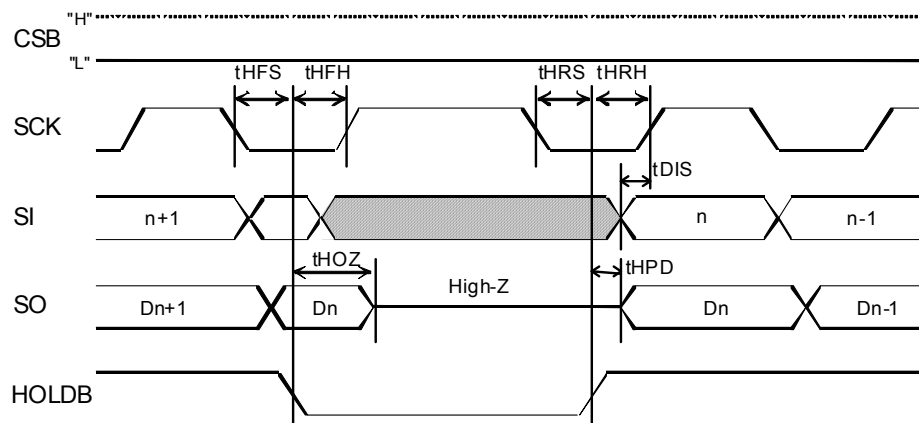 "H"
CSB
"L"
tHFS tHFH tHRS tHRH
SCK
tDIS
SI n+1 n n-1
tHOZ High-Z tHPD
SO Dn+1 Dn Dn Dn-1
HOLDB